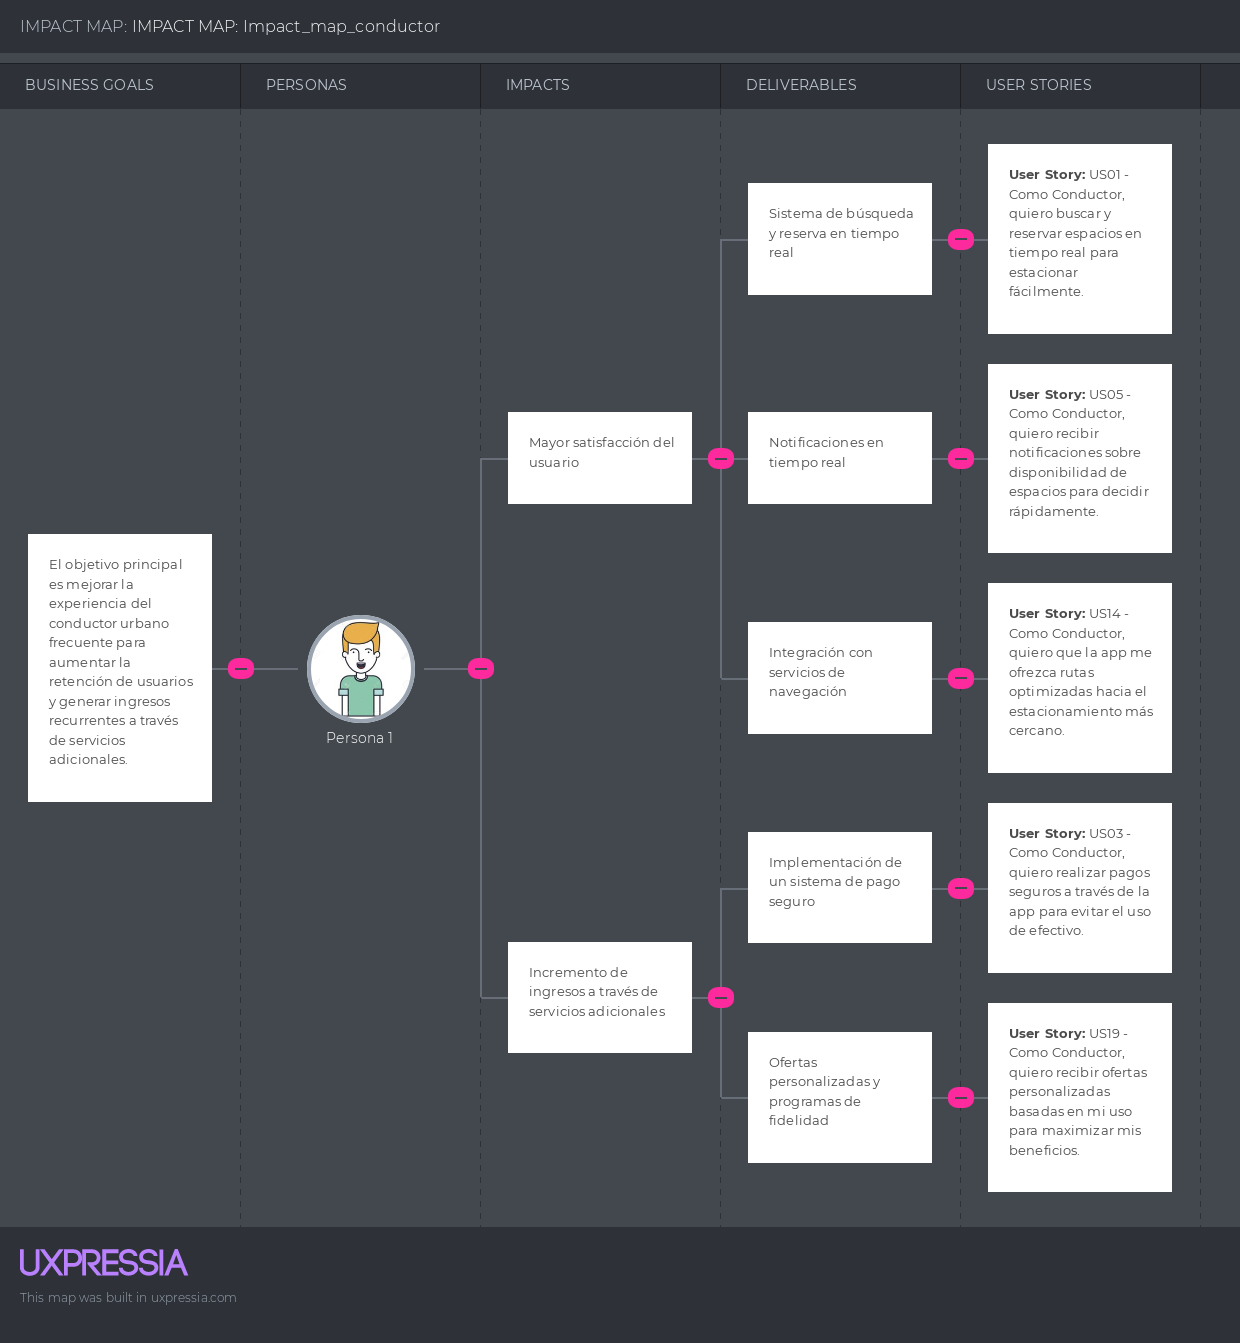 IMPACT MAP: IMPACT MAP: Impact_map_conductor
BUSINESS GOALS
PERSONAS
IMPACTS
DELIVERABLES
USER STORIES
El objetivo principal
es mejorar la
experiencia del
conductor urbano
frecuente para
aumentar la
retención de usuarios
y generar ingresos
recurrentes a través
de servicios
adicionales.
Persona 1
Mayor satisfacción del
usuario
Sistema de búsqueda
y reserva en tiempo
real
User Story: US01 -
Como Conductor,
quiero buscar y
reservar espacios en
tiempo real para
estacionar
fácilmente.
Notificaciones en
tiempo real
User Story: US05 -
Como Conductor,
quiero recibir
notificaciones sobre
disponibilidad de
espacios para decidir
rápidamente.
Integración con
servicios de
navegación
User Story: US14 -
Como Conductor,
quiero que la app me
ofrezca rutas
optimizadas hacia el
estacionamiento más
cercano.
Incremento de
ingresos a través de
servicios adicionales
Implementación de
un sistema de pago
seguro
User Story: US03 -
Como Conductor,
quiero realizar pagos
seguros a través de la
app para evitar el uso
de efectivo.
Ofertas
personalizadas y
programas de
fidelidad
User Story: US19 -
Como Conductor,
quiero recibir ofertas
personalizadas
basadas en mi uso
para maximizar mis
beneficios.
UXPRESSIA
This map was built in uxpressia.com